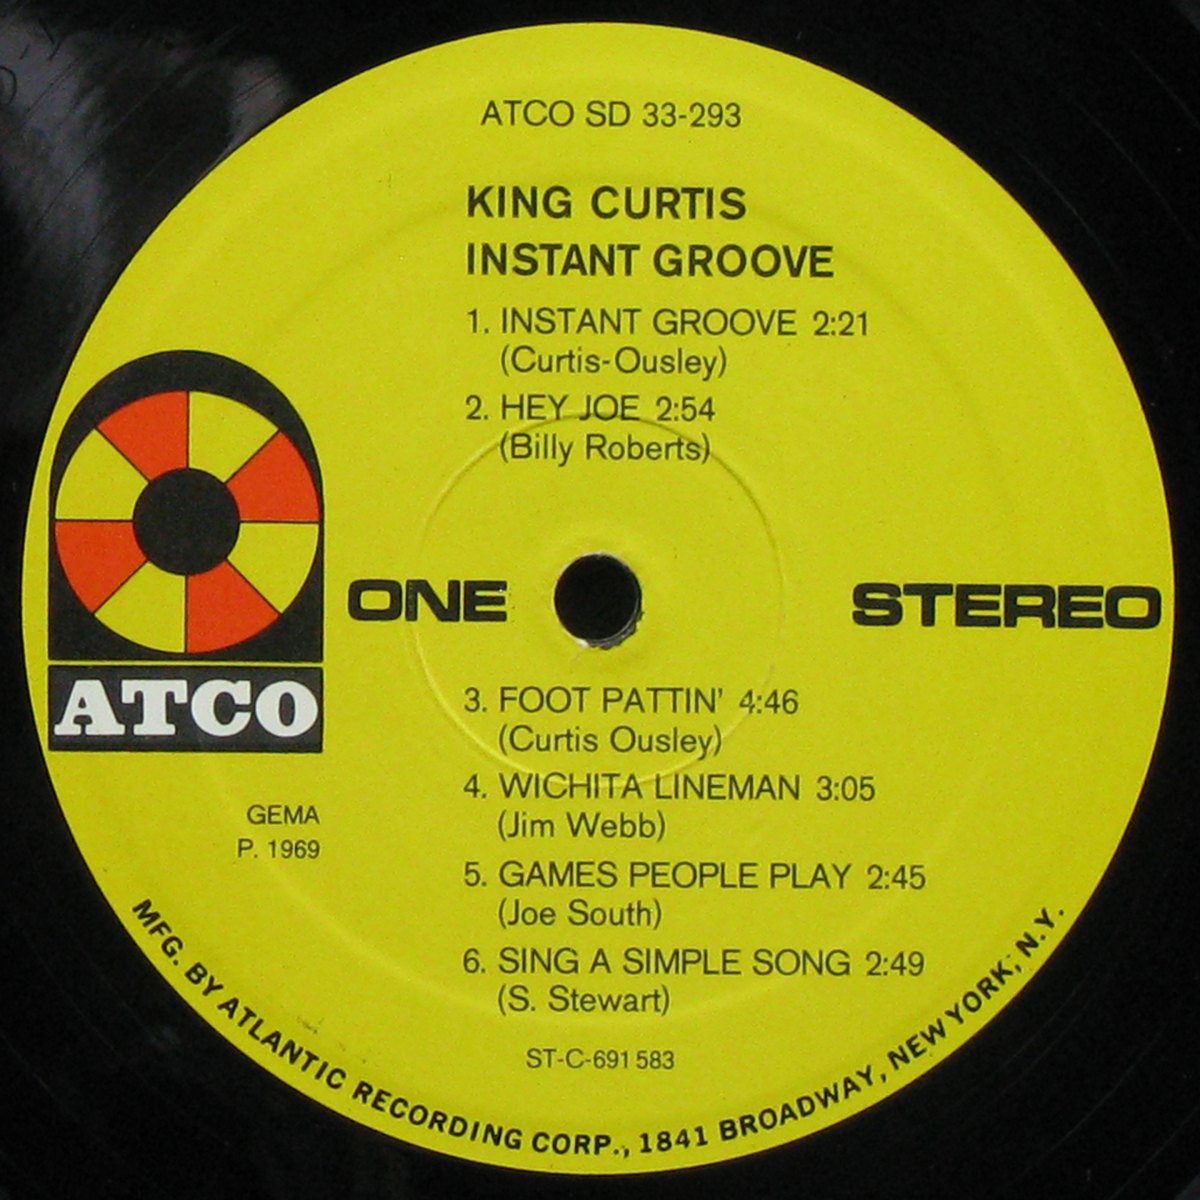 ATCO SD 33-293
KING CURTIS
INSTANT GROOVE
1. INSTANT GROOVE 2:21
(Curtis-Ousley)
2. HEY JOE 2:54
(Billy Roberts)
ONE
STEREO
ATCO
3. FOOT PATTIN' 4:46
(Curtis Ousley)
4. WICHITA LINEMAN 3:05
(Jim Webb)
5. GAMES PEOPLE PLAY 2:45
(Joe South)
6. SING A SIMPLE SONG 2:49
(S. Stewart)
GEMA
P. 1969
ST-C-691583
MFG. BY ATLANTIC RECORDING CORP., 1841 BROADWAY, NEW YORK, N.Y.